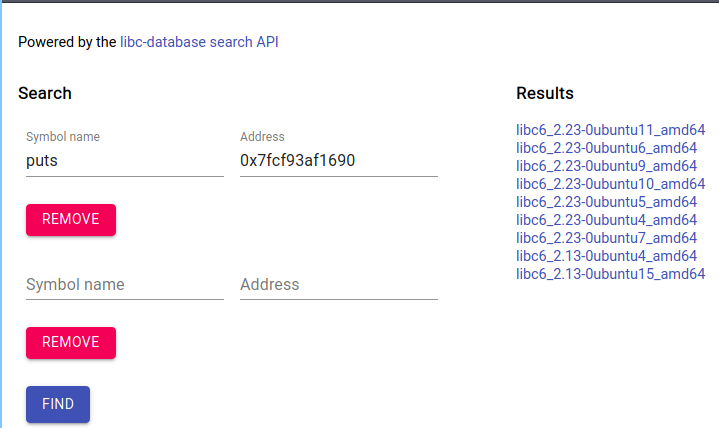 Powered by the libc-database search API
Search
Symbol name Address
puts 0x7fcf93af1690
REMOVE
Symbol name Address
REMOVE
FIND
Results
libc6_2.23-0ubuntu11_amd64
libc6_2.23-0ubuntu6_amd64
libc6_2.23-0ubuntu9_amd64
libc6_2.23-0ubuntu10_amd64
libc6_2.23-0ubuntu5_amd64
libc6_2.23-0ubuntu4_amd64
libc6_2.23-0ubuntu7_amd64
libc6_2.13-0ubuntu4_amd64
libc6_2.13-0ubuntu15_amd64